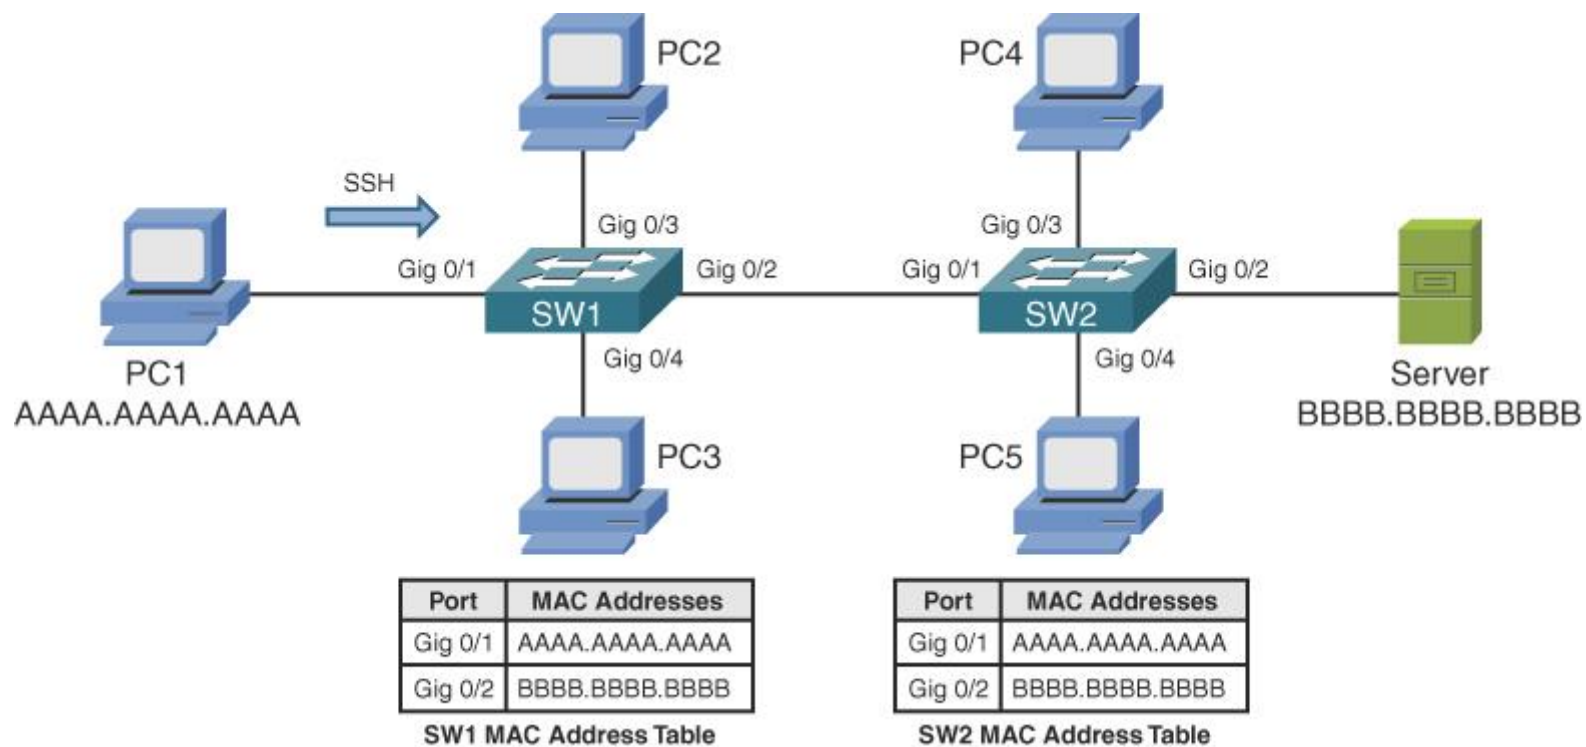 PC2
PC4
SSH
Gig 0/3
Gig 0/3
Gig 0/1
Gig 0/2
Gig 0/1
Gig 0/2
SW1
SW2
Gig 0/4
Gig 0/4
PC1
AAAA.AAAA.AAAA
Server
BBBB.BBBB.BBBB
PC3
PC5
Port MAC Addresses
Gig 0/1 AAAA.AAAA.AAAA
Gig 0/2 BBBB.BBBB.BBBB
SW1 MAC Address Table
Port MAC Addresses
Gig 0/1 AAAA.AAAA.AAAA
Gig 0/2 BBBB.BBBB.BBBB
SW2 MAC Address Table